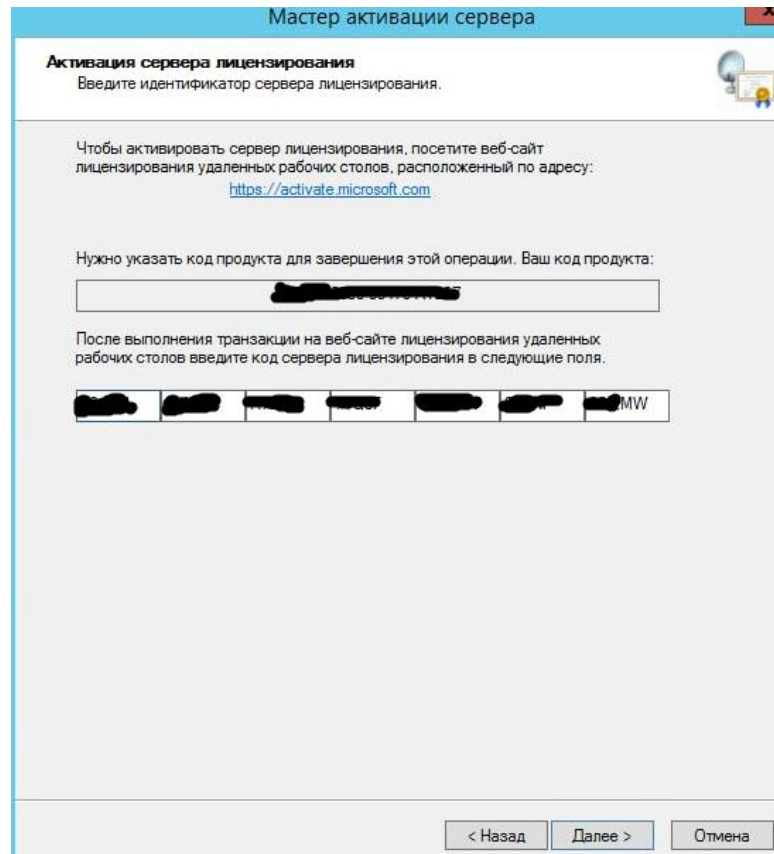 Мастер активации сервера
x
Активация сервера лицензирования
Введите идентификатор сервера лицензирования.
Чтобы активировать сервер лицензирования, посетите веб-сайт
лицензирования удаленных рабочих столов, расположенный по адресу:
https://activate.microsoft.com
Нужно указать код продукта для завершения этой операции. Ваш код продукта:
После выполнения транзакции на веб-сайте лицензирования удаленных
рабочих столов введите код сервера лицензирования в следующие поля.
MW
< Назад Далее > Отмена